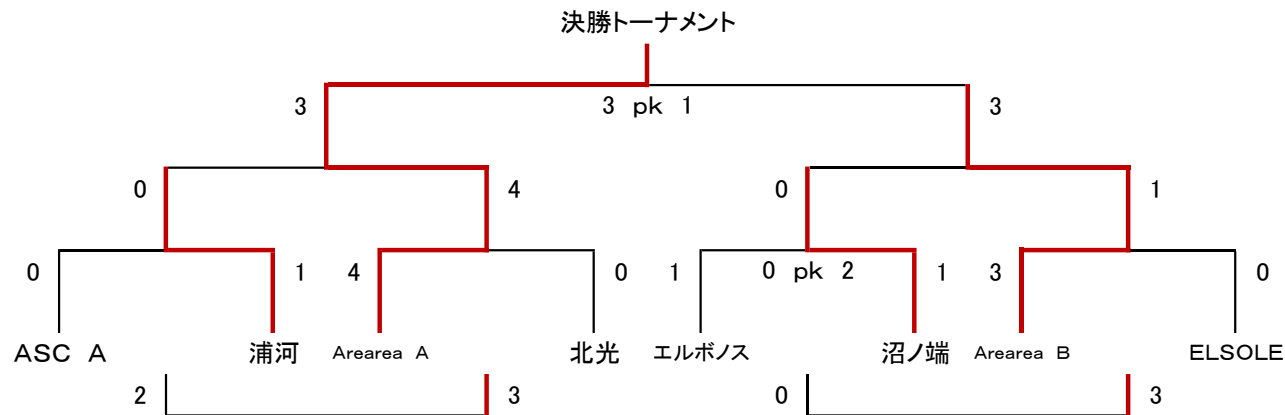 決勝トーナメント
3 3 pk 1 3
0 4 0 1
0 1 4 0 1 0 pk 2 1 3 0
ASC A 浦河 Arearea A 北光 エルボノス 沼ノ端 Arearea B ELSOLE
2 3 0 3